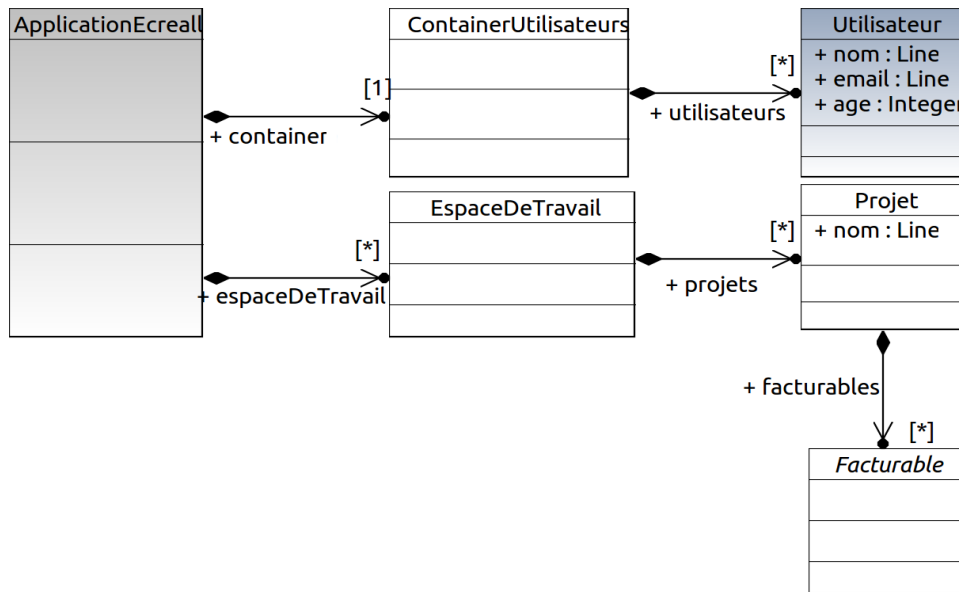 ApplicationEcreall
ContainerUtilisateurs
Utilisateur
+ nom : Line
+ email : Line
+ age : Integer
[1]
+ container
[*]
+ utilisateurs
EspaceDeTravail
Projet
+ nom : Line
[*]
+ espaceDeTravail
[*]
+ projets
+ facturables
[*]
Facturable